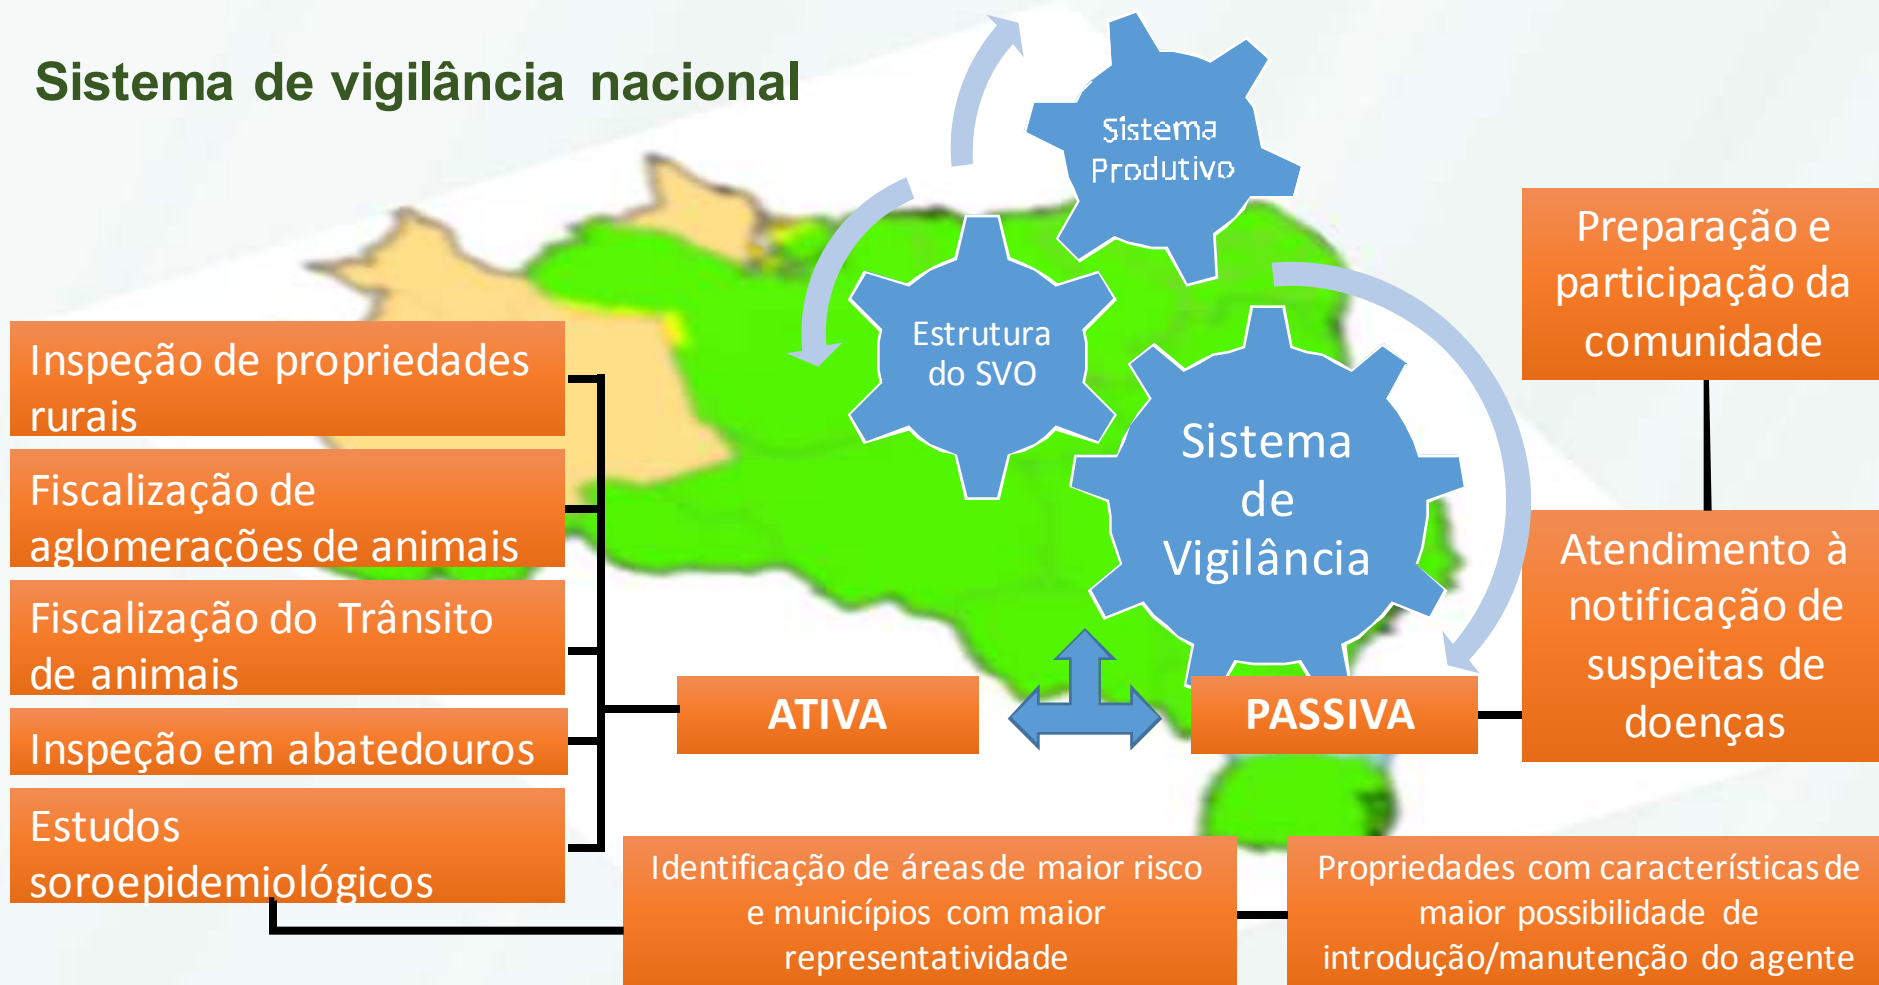 Sistema de vigilância nacional
Sistema
Produtivo
Estrutura
do SVO
Sistema
de
Vigilância
Inspeção de propriedades
rurais
Fiscalização de
aglomerações de animais
Fiscalização do Trânsito
de animais
Inspeção em abatedouros
Estudos
soroepidemiológicos
ATIVA
PASSIVA
Preparação e
participação da
comunidade
Atendimento à
notificação de
suspeitas de
doenças
Identificação de áreas de maior risco
e municípios com maior
representatividade
Propriedades com características de
maior possibilidade de
introdução/manutenção do agente